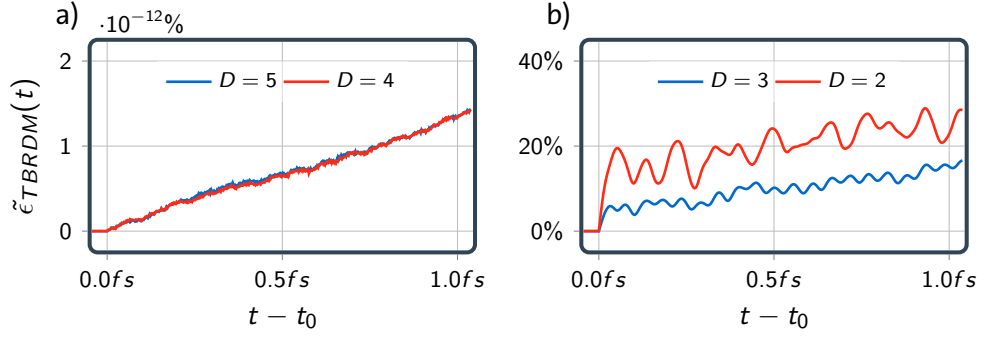 a)
·10⁻¹²%
2
1
0
ϵ̃_TBRDM(t)
D = 5
D = 4
0.0fs
0.5fs
1.0fs
t − t₀
b)
40%
20%
0%
D = 3
D = 2
0.0fs
0.5fs
1.0fs
t − t₀